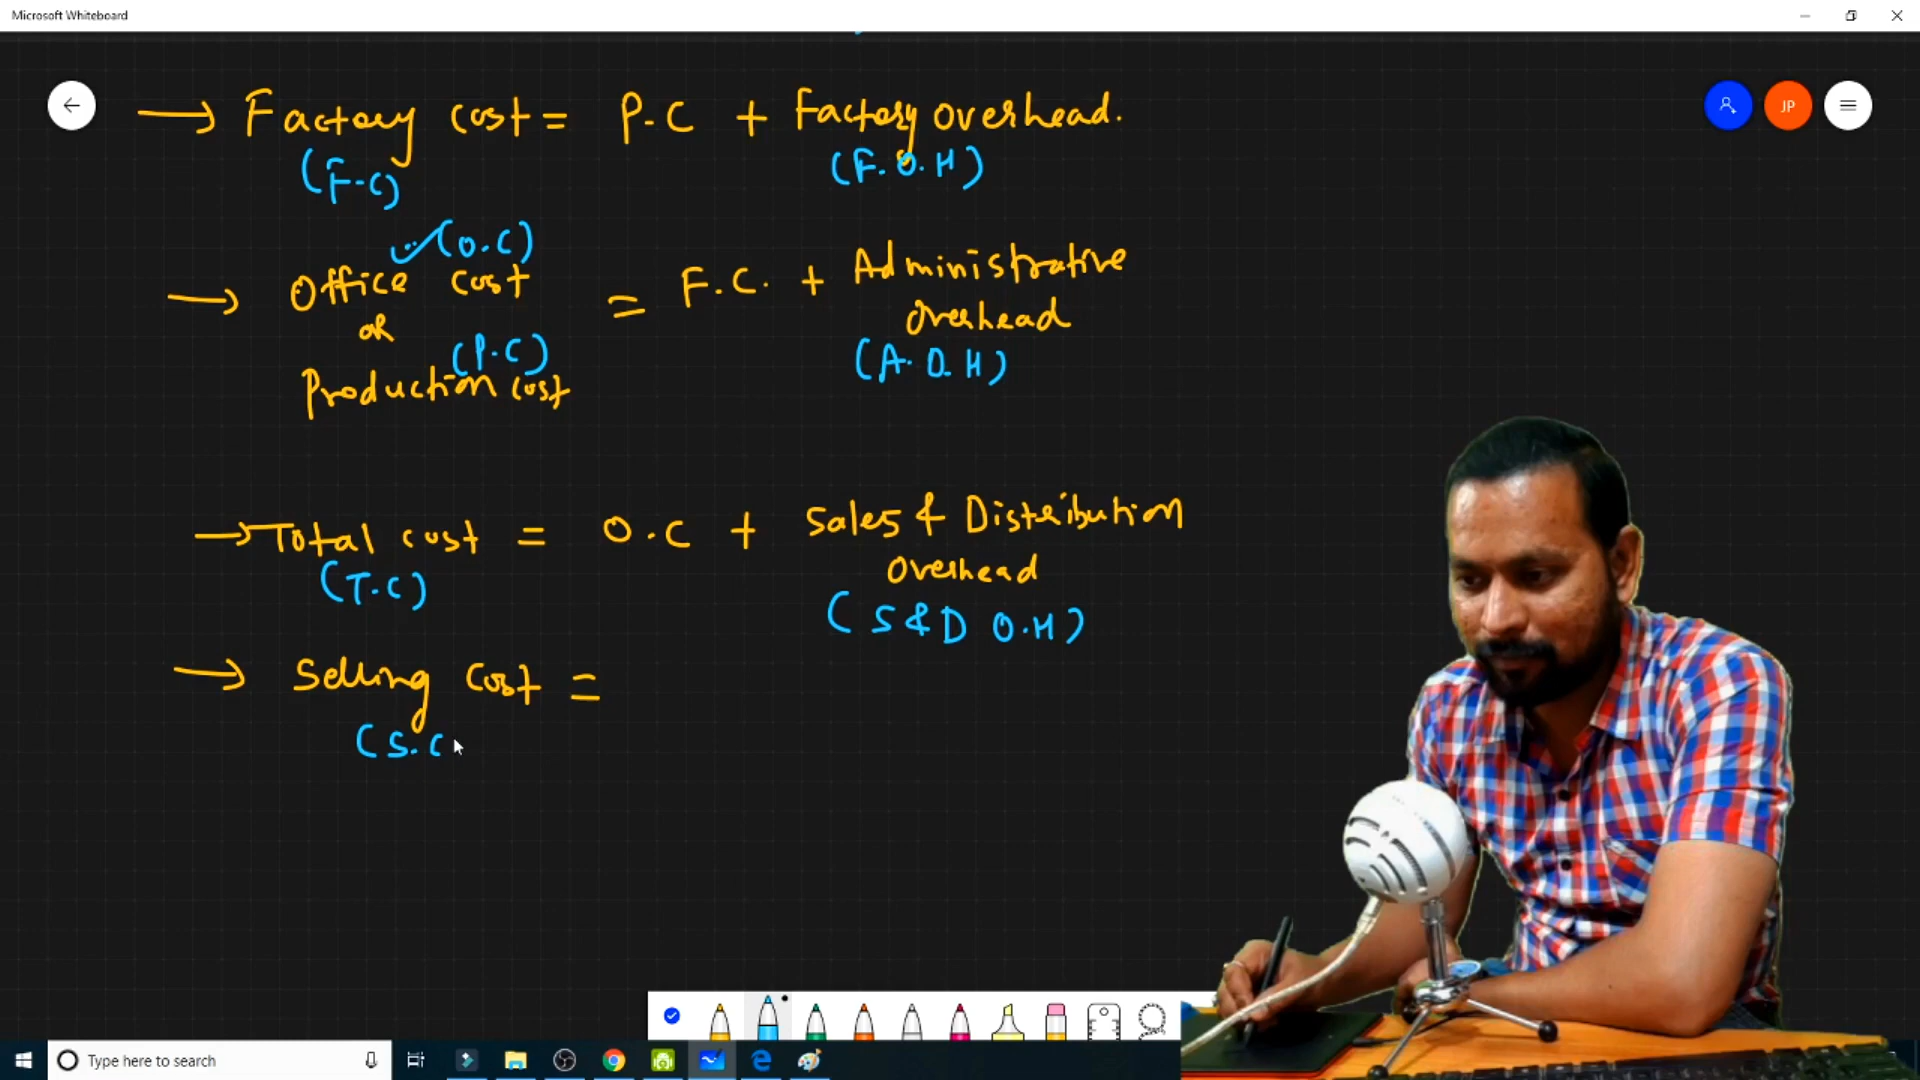 Microsoft Whiteboard
JP
→ Factory cost = P.C + Factory overhead.
(F.C) (F.O.H)
(O.C)
→ Office cost = F.C. + Administrative
OR overhead
(P.C) (A.O.H)
Production cost
→ Total cost = O.C + Sales & Distribution
Overhead
(T.C) (S & D O.H)
→ Selling cost =
(S.C
Type here to search